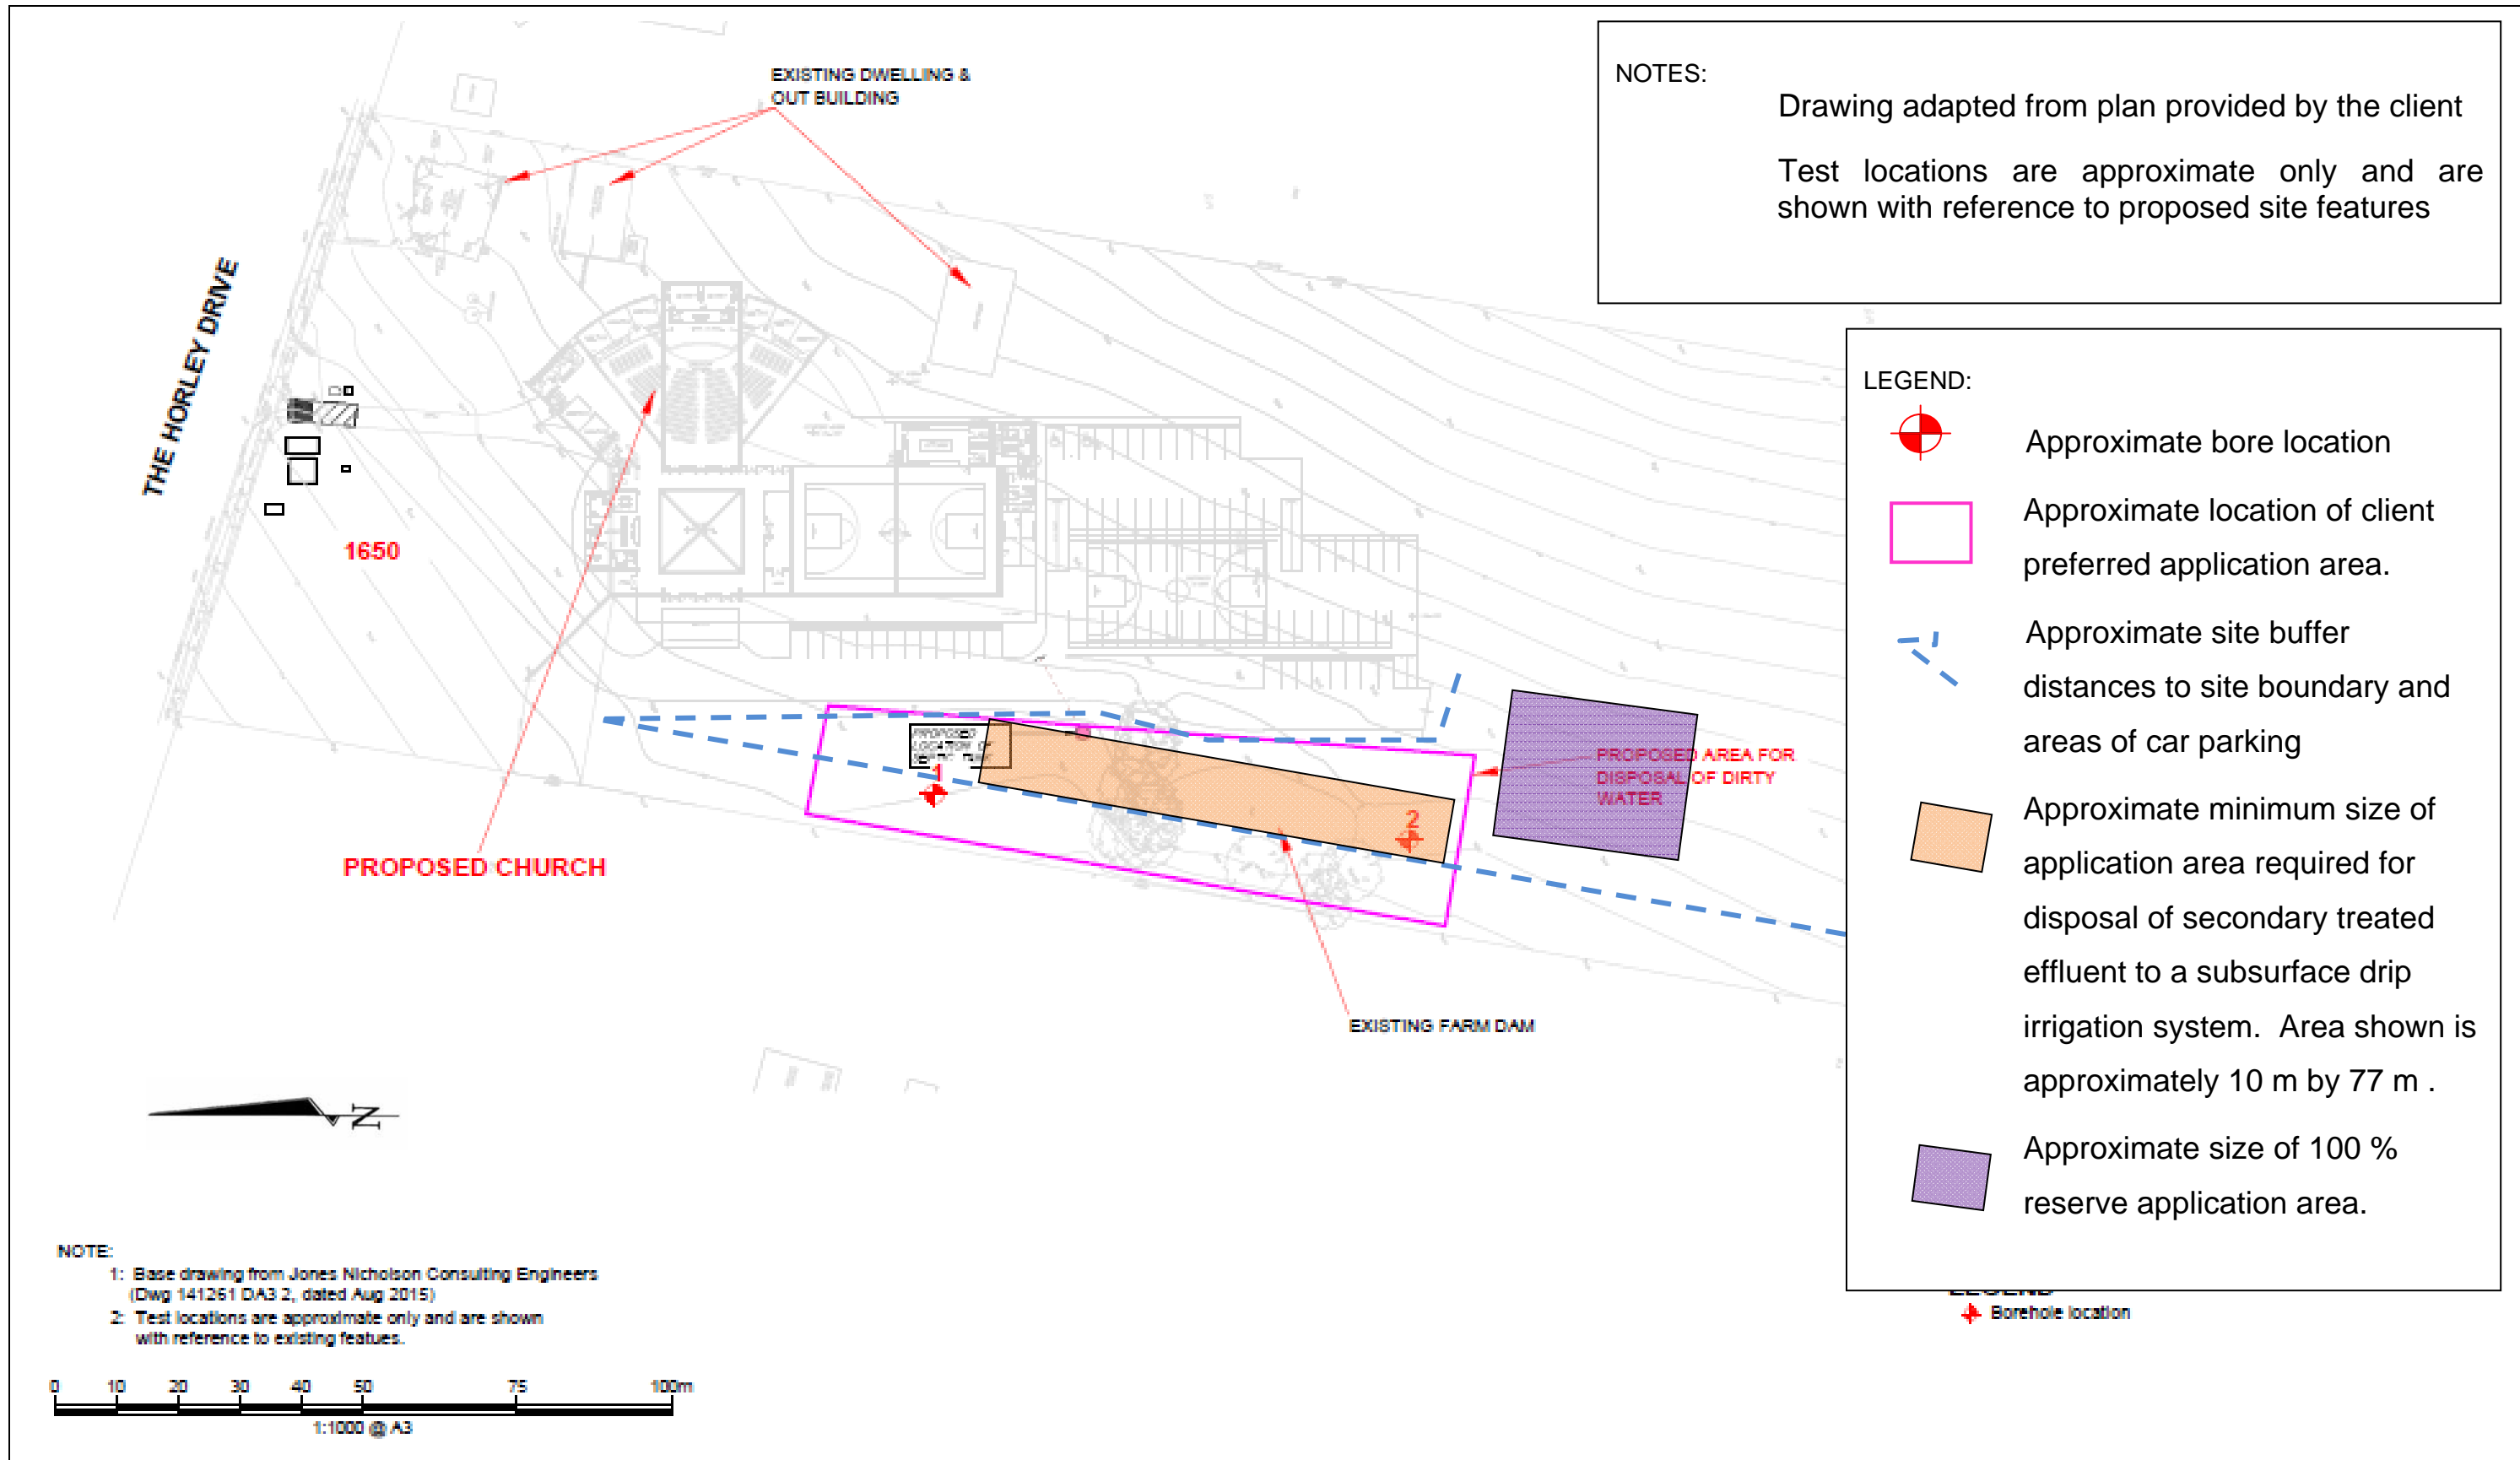 EXISTING DWELLING &
OUT BUILDING
NOTES:
Drawing adapted from plan provided by the client
Test locations are approximate only and are
shown with reference to proposed site features
THE HORLEY DRIVE
1650
PROPOSED CHURCH
PROPOSED
LOCATION OF
SEPTIC TANK
1
2
PROPOSED AREA FOR
DISPOSAL OF DIRTY
WATER
EXISTING FARM DAM
LEGEND:
Approximate bore location
Approximate location of client
preferred application area.
Approximate site buffer
distances to site boundary and
areas of car parking
Approximate minimum size of
application area required for
disposal of secondary treated
effluent to a subsurface drip
irrigation system.  Area shown is
approximately 10 m by 77 m .
Approximate size of 100 %
reserve application area.
LEGEND
Borehole location
N
NOTE:
1: Base drawing from Jones Nicholson Consulting Engineers
(Dwg 141261 DA3 2, dated Aug 2015)
2: Test locations are approximate only and are shown
with reference to existing featues.
0 10 20 30 40 50 75 100m
1:1000 @ A3